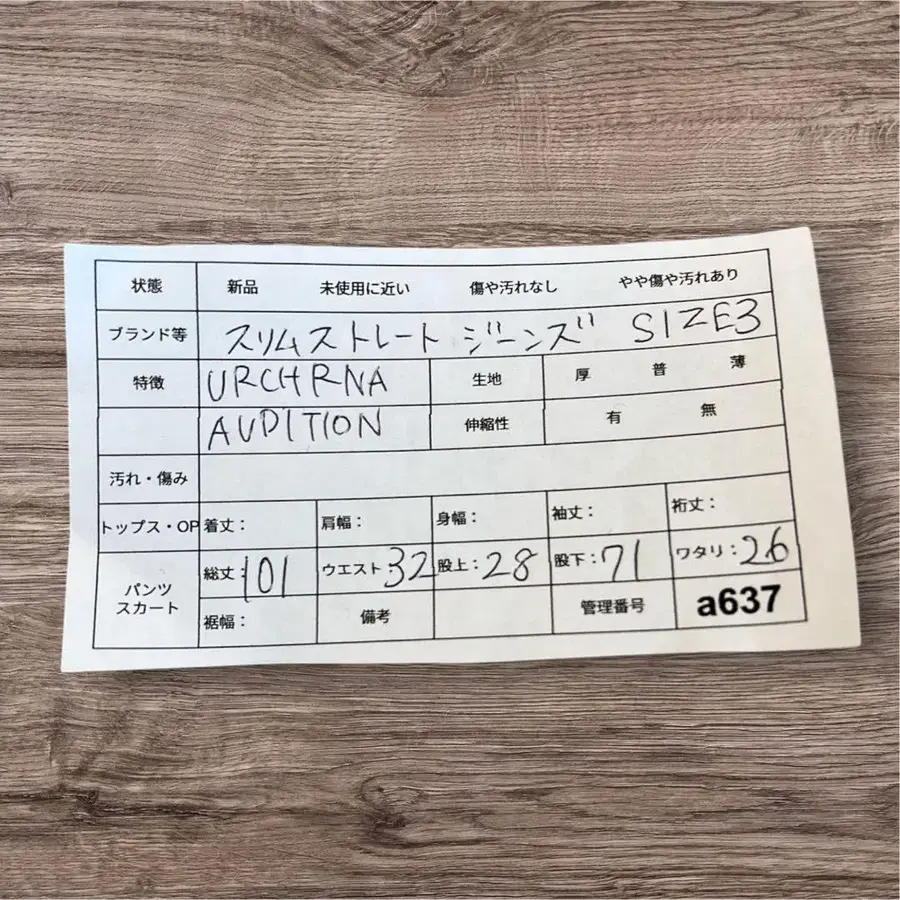 状態 新品 未使用に近い 傷や汚れなし やや傷や汚れあり
ブランド等 スリムストレートジーンズ SIZE3
特徴 URCHRNA 生地 厚 普 薄
AUDITION 伸縮性 有 無
汚れ・傷み
トップス・OP 着丈： 肩幅： 身幅： 袖丈： 裄丈：
パンツ スカート 総丈：101 ウエスト32 股上：28 股下：71 ワタリ：26
裾幅： 備考 管理番号 a637